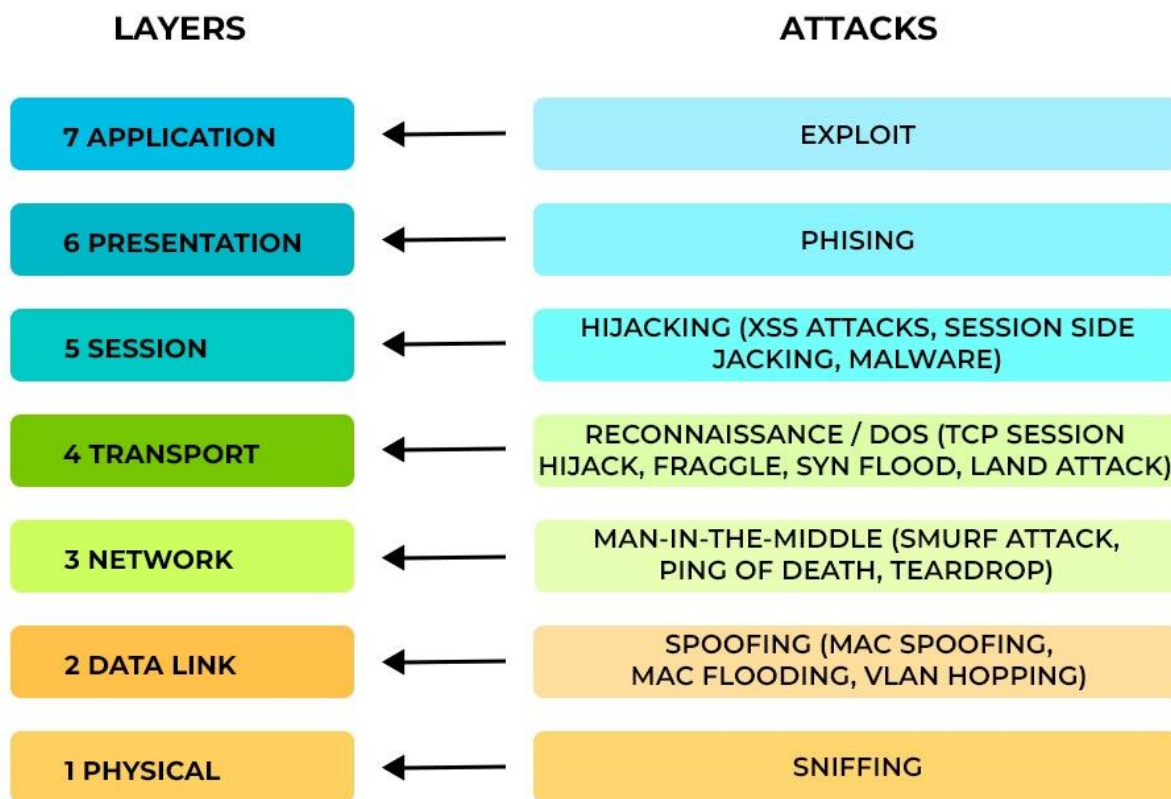 LAYERS
ATTACKS
7 APPLICATION
EXPLOIT
6 PRESENTATION
PHISING
5 SESSION
HIJACKING (XSS ATTACKS, SESSION SIDE
JACKING, MALWARE)
4 TRANSPORT
RECONNAISSANCE / DOS (TCP SESSION
HIJACK, FRAGGLE, SYN FLOOD, LAND ATTACK)
3 NETWORK
MAN-IN-THE-MIDDLE (SMURF ATTACK,
PING OF DEATH, TEARDROP)
2 DATA LINK
SPOOFING (MAC SPOOFING,
MAC FLOODING, VLAN HOPPING)
1 PHYSICAL
SNIFFING